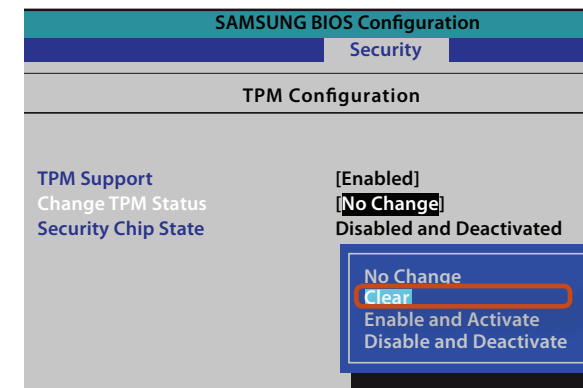 SAMSUNG BIOS Configuration
Security
TPM Configuration
TPM Support [Enabled]
Change TPM Status [No Change]
Security Chip State Disabled and Deactivated
No Change
Clear
Enable and Activate
Disable and Deactivate